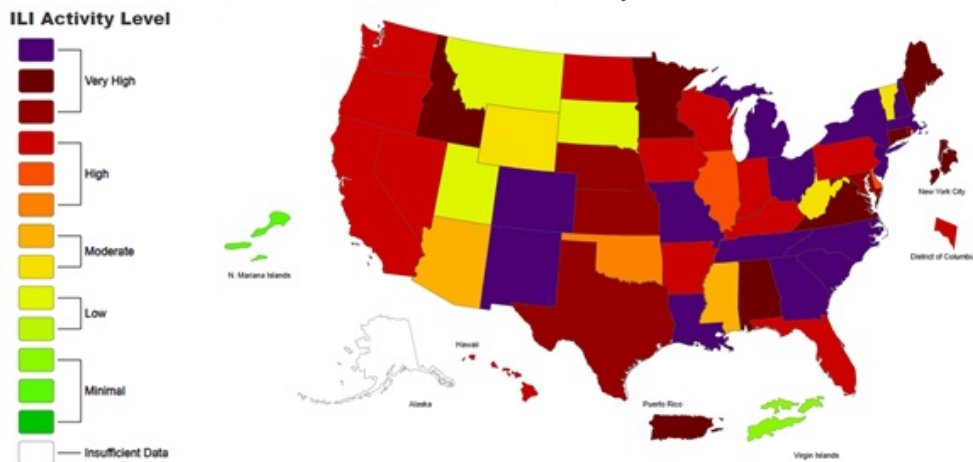 ILI Activity Level
Very High
High
Moderate
Low
Minimal
Insufficient Data
N. Mariana Islands
Hawaii
Alaska
Puerto Rico
Virgin Islands
New York City
District of Columbia